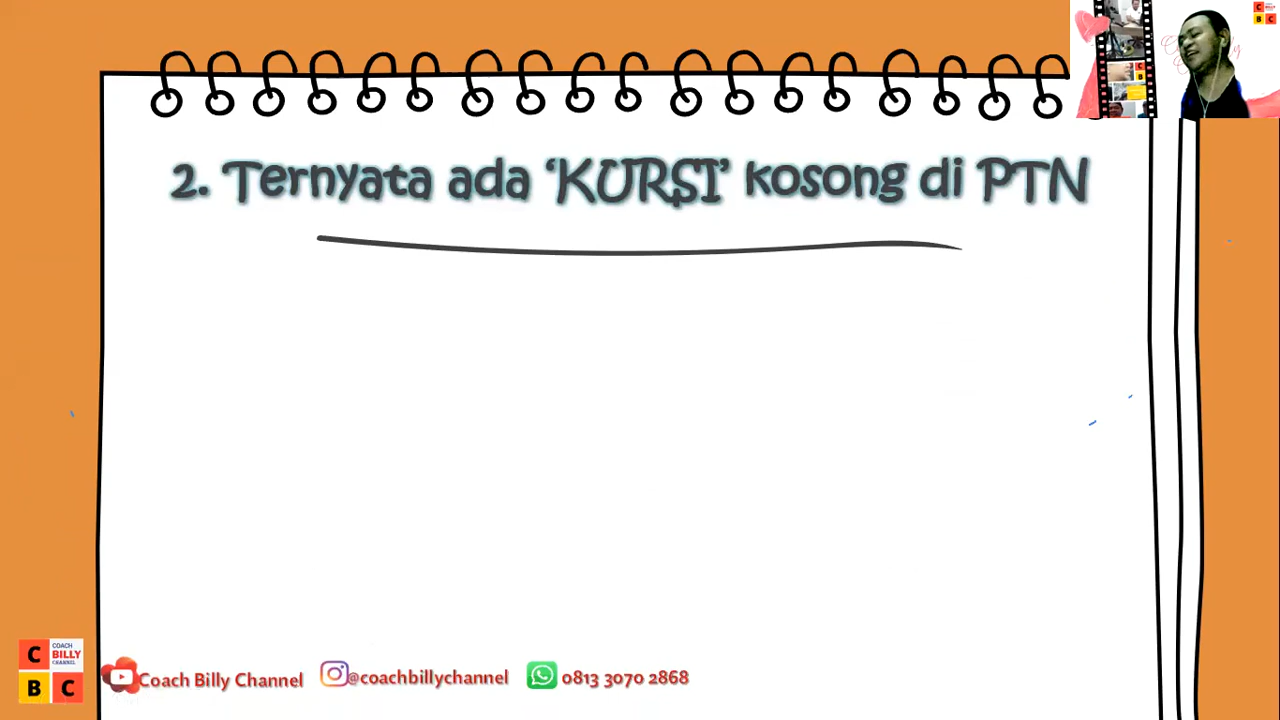 2. Ternyata ada ‘KURSI’ kosong di PTN
C COACH BILLY CHANNEL
B C
Coach Billy Channel @coachbillychannel 0813 3070 2868